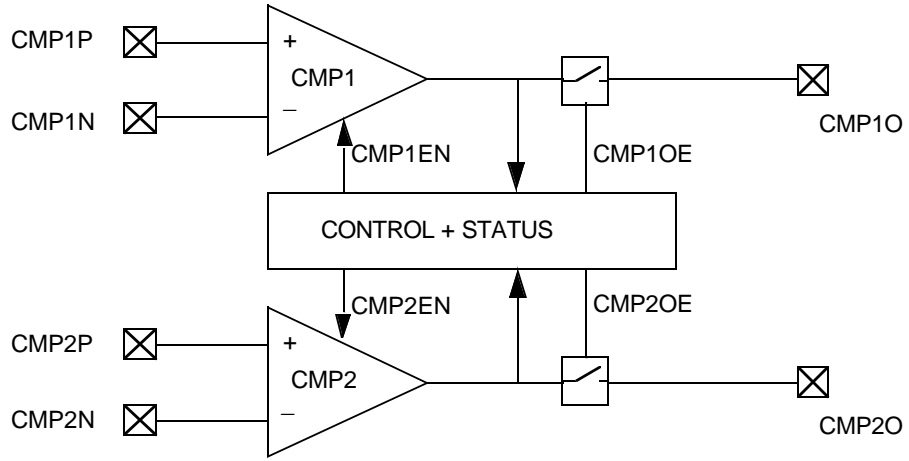 CMP1P
+
CMP1
CMP1N
−
CMP1O
CMP1EN
CMP1OE
CONTROL + STATUS
CMP2EN
CMP2OE
CMP2P
+
CMP2
CMP2N
−
CMP2O